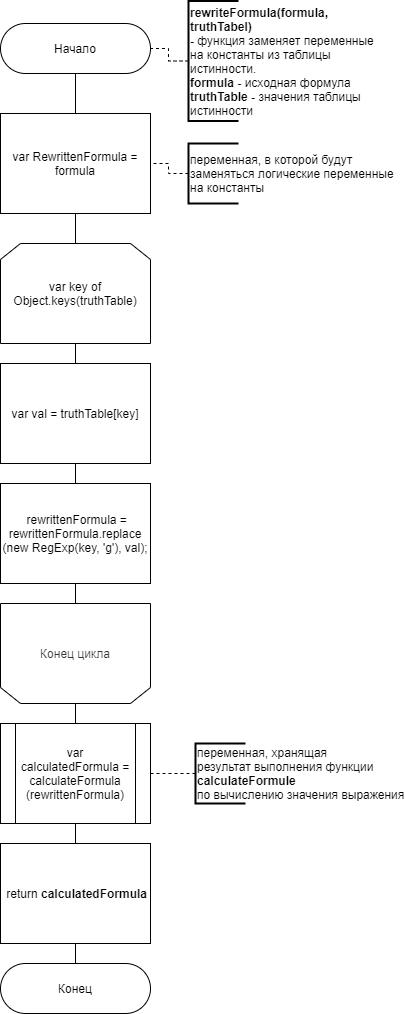 Начало
rewriteFormula(formula,
truthTabel)
- функция заменяет переменные
на константы из таблицы
истинности.
formula - исходная формула
truthTable - значения таблицы
истинности
var RewrittenFormula =
formula
переменная, в которой будут
заменяться логические переменные
на константы
var key of
Object.keys(truthTable)
var val = truthTable[key]
rewrittenFormula =
rewrittenFormula.replace
(new RegExp(key, 'g'), val);
Конец цикла
var
calculatedFormula =
calculateFormula
(rewrittenFormula)
переменная, хранящая
результат выполнения функции
calculateFormule
по вычислению значения выражения
return calculatedFormula
Конец